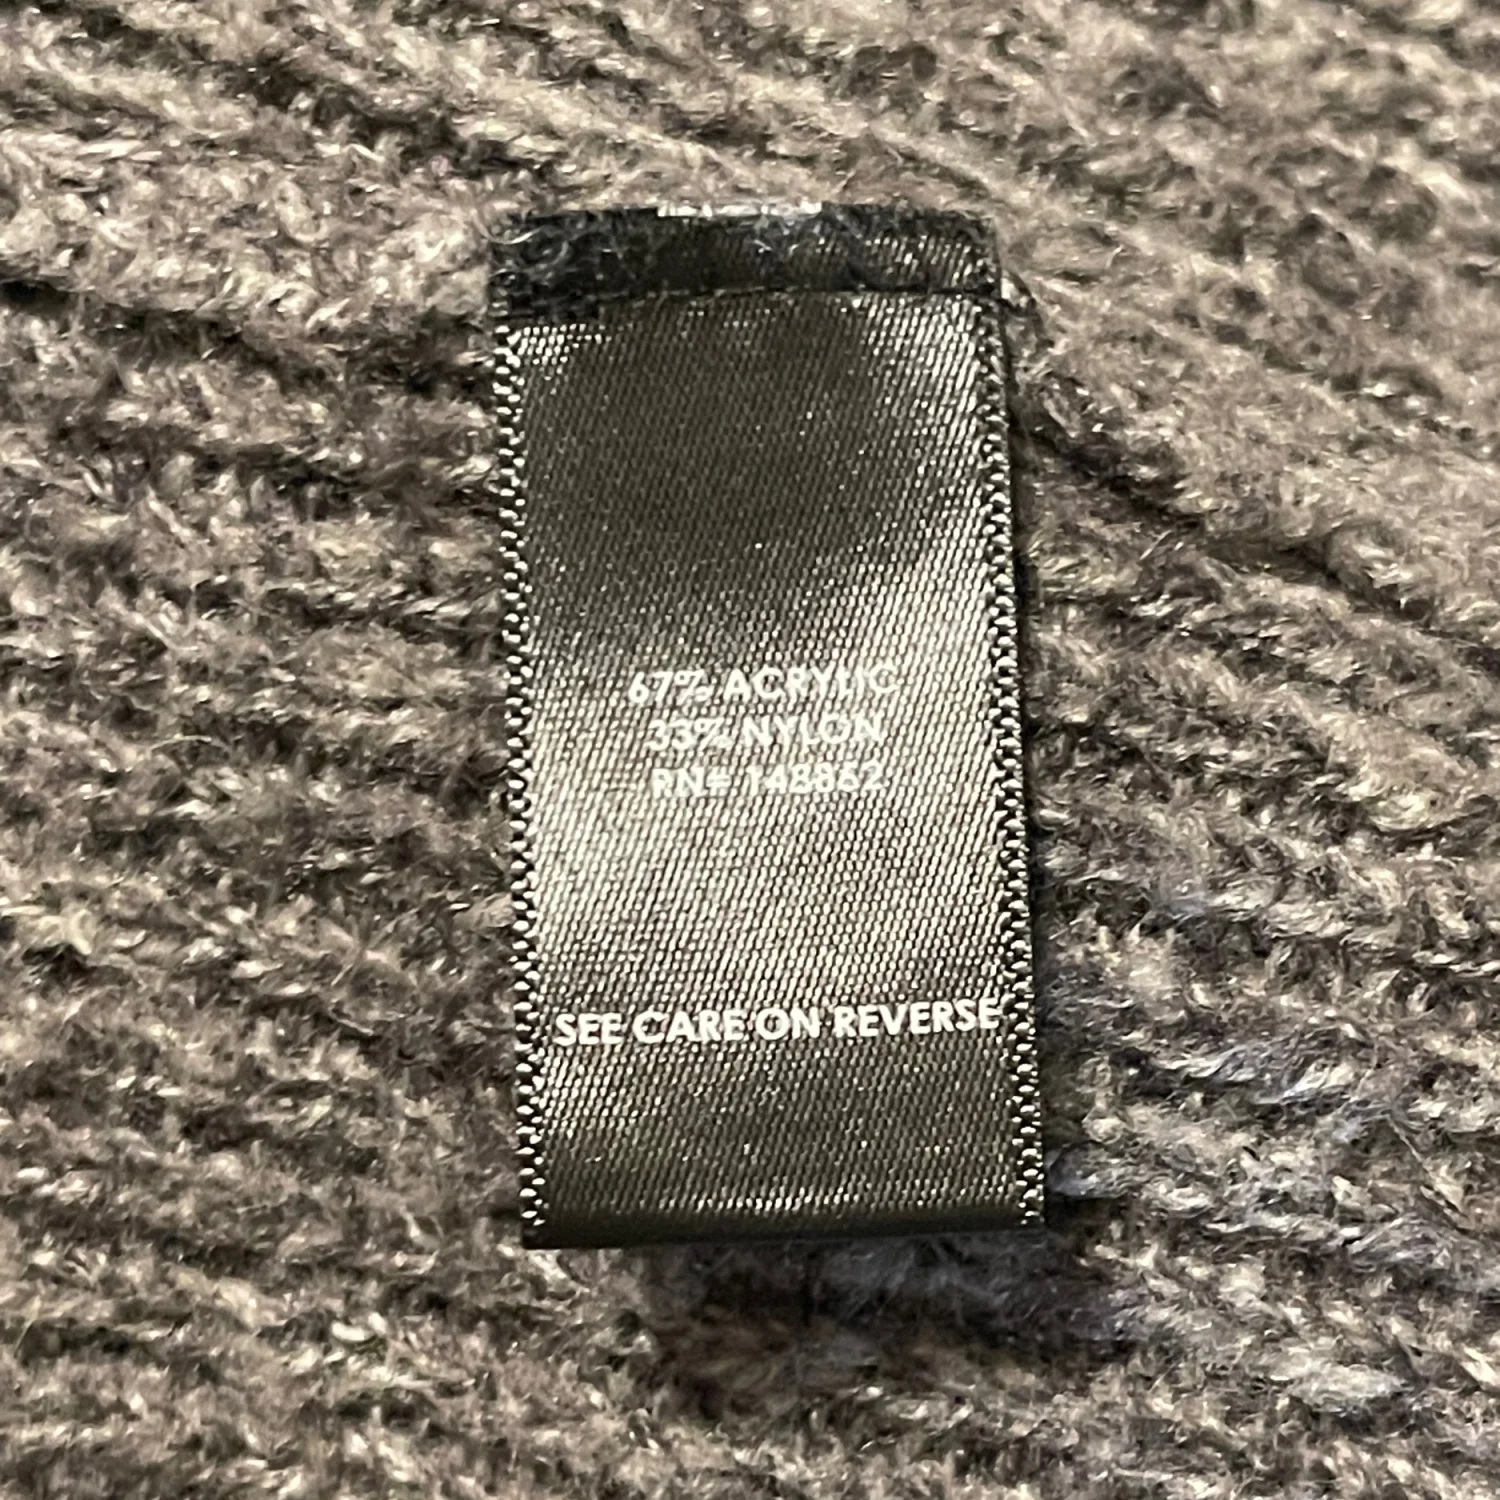 67% ACRYLIC
33% NYLON
RN# 148862
SEE CARE ON REVERSE